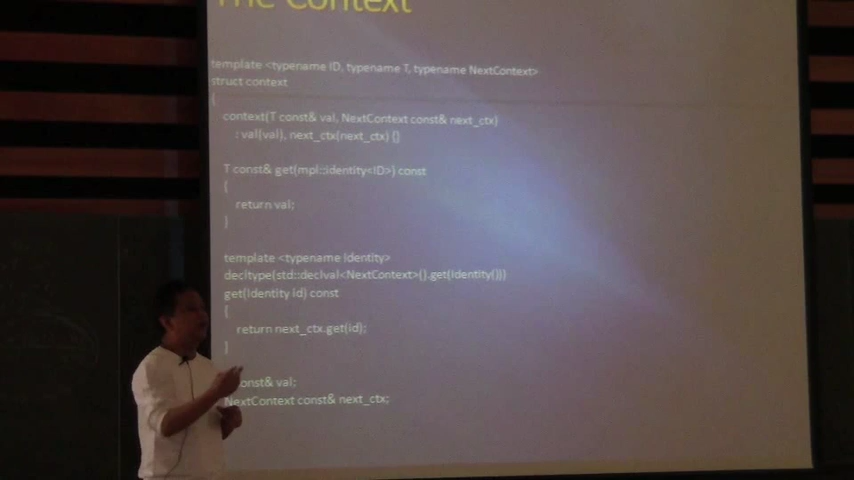 The Context
template <typename ID, typename T, typename NextContext>
struct context
{
context(T const& val, NextContext const& next_ctx)
: val(val), next_ctx(next_ctx) {}
T const& get(mpl::identity<ID>) const
{
return val;
}
template <typename Identity>
decltype(std::declval<NextContext>().get(Identity()))
get(Identity id) const
{
return next_ctx.get(id);
}
const& val;
NextContext const& next_ctx;